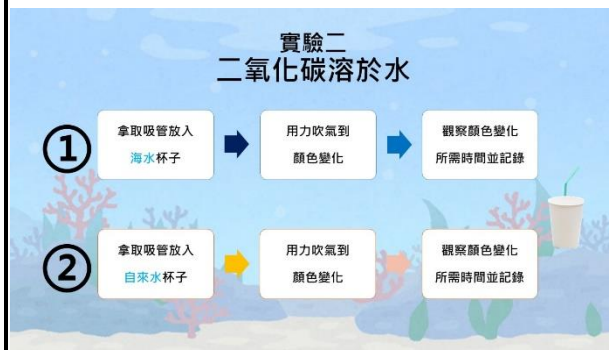 實驗二
二氧化碳溶於水
①
拿取吸管放入
海水杯子
用力吹氣到
顏色變化
觀察顏色變化
所需時間並記錄
②
拿取吸管放入
自來水杯子
用力吹氣到
顏色變化
觀察顏色變化
所需時間並記錄